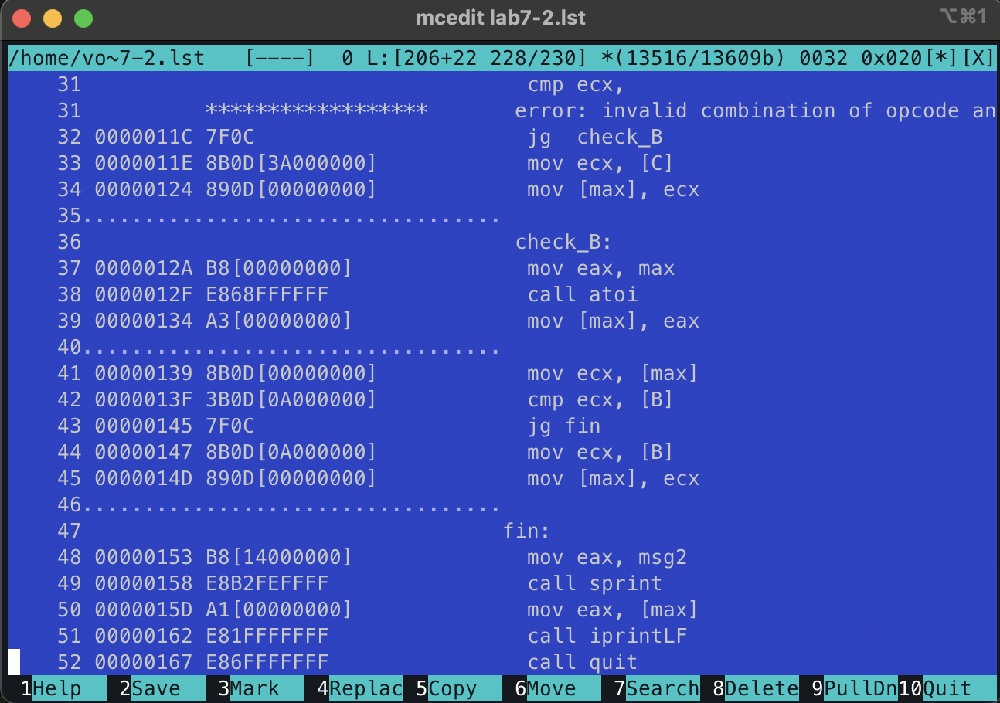 mcedit lab7-2.lst ⌥⌘1
/home/vo~7-2.lst [----] 0 L:[206+22 228/230] *(13516/13609b) 0032 0x020[*][X]
31 cmp ecx,
31 ****************** error: invalid combination of opcode an
32 0000011C 7F0C jg check_B
33 0000011E 8B0D[3A000000] mov ecx, [C]
34 00000124 890D[00000000] mov [max], ecx
35..................................
36 check_B:
37 0000012A B8[00000000] mov eax, max
38 0000012F E868FFFFFF call atoi
39 00000134 A3[00000000] mov [max], eax
40..................................
41 00000139 8B0D[00000000] mov ecx, [max]
42 0000013F 3B0D[0A000000] cmp ecx, [B]
43 00000145 7F0C jg fin
44 00000147 8B0D[0A000000] mov ecx, [B]
45 0000014D 890D[00000000] mov [max], ecx
46..................................
47 fin:
48 00000153 B8[14000000] mov eax, msg2
49 00000158 E8B2FEFFFF call sprint
50 0000015D A1[00000000] mov eax, [max]
51 00000162 E81FFFFFFF call iprintLF
52 00000167 E86FFFFFFF call quit
1Help 2Save 3Mark 4Replac 5Copy 6Move 7Search 8Delete 9PullDn 10Quit